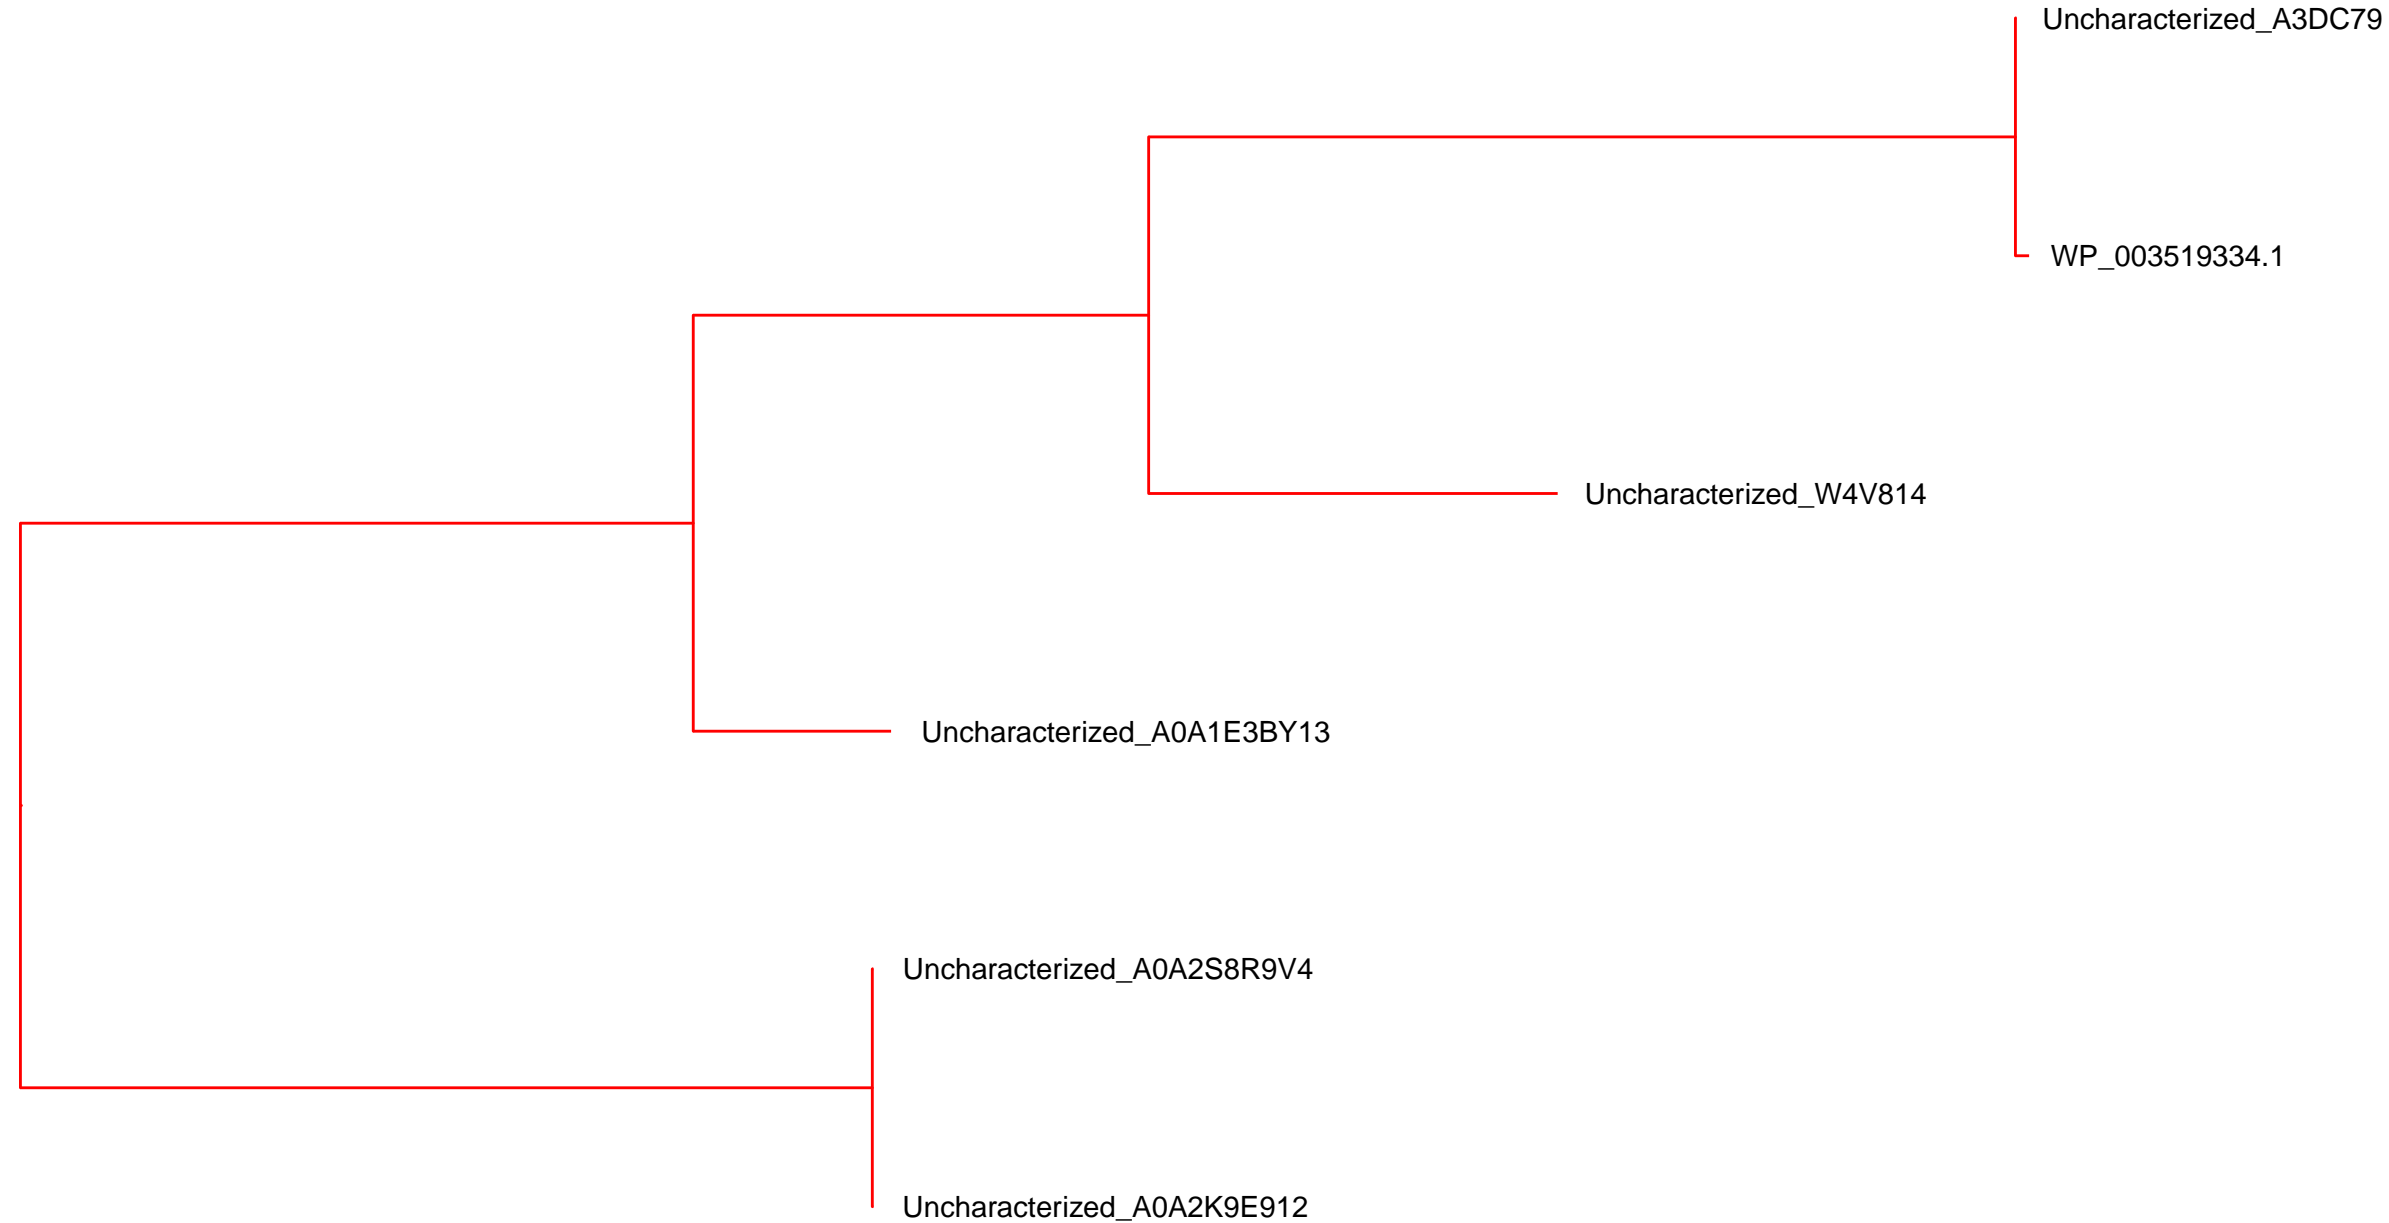 Uncharacterized_A3DC79
WP_003519334.1
Uncharacterized_W4V814
Uncharacterized_A0A1E3BY13
Uncharacterized_A0A2S8R9V4
Uncharacterized_A0A2K9E912